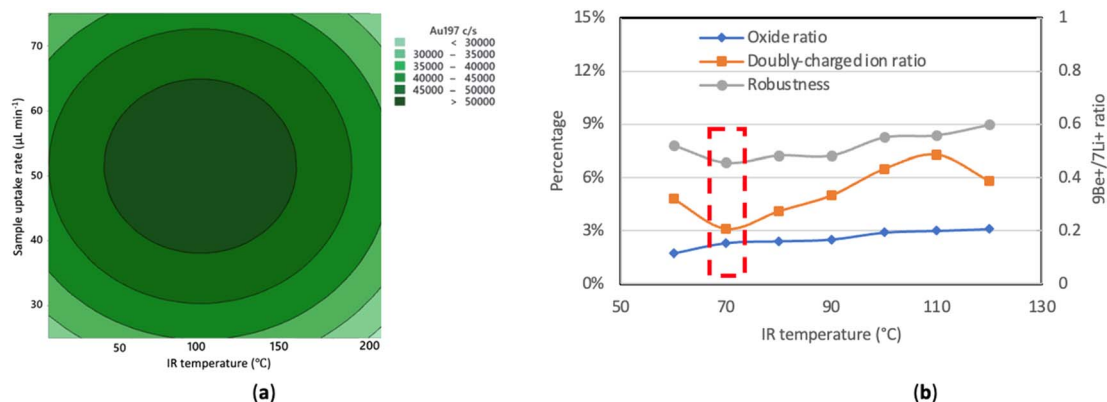 Au197 c/s
< 30000
30000 – 35000
35000 – 40000
40000 – 45000
45000 – 50000
> 50000
70
60
50
40
30
Sample uptake rate (µL min⁻¹)
50 100 150 200
IR temperature (°C)
(a)
15%
12%
9%
6%
3%
0%
Percentage
Oxide ratio
Doubly-charged ion ratio
Robustness
1
0.8
0.6
0.4
0.2
0
9Be+/7Li+ ratio
50 70 90 110 130
IR temperature (°C)
(b)